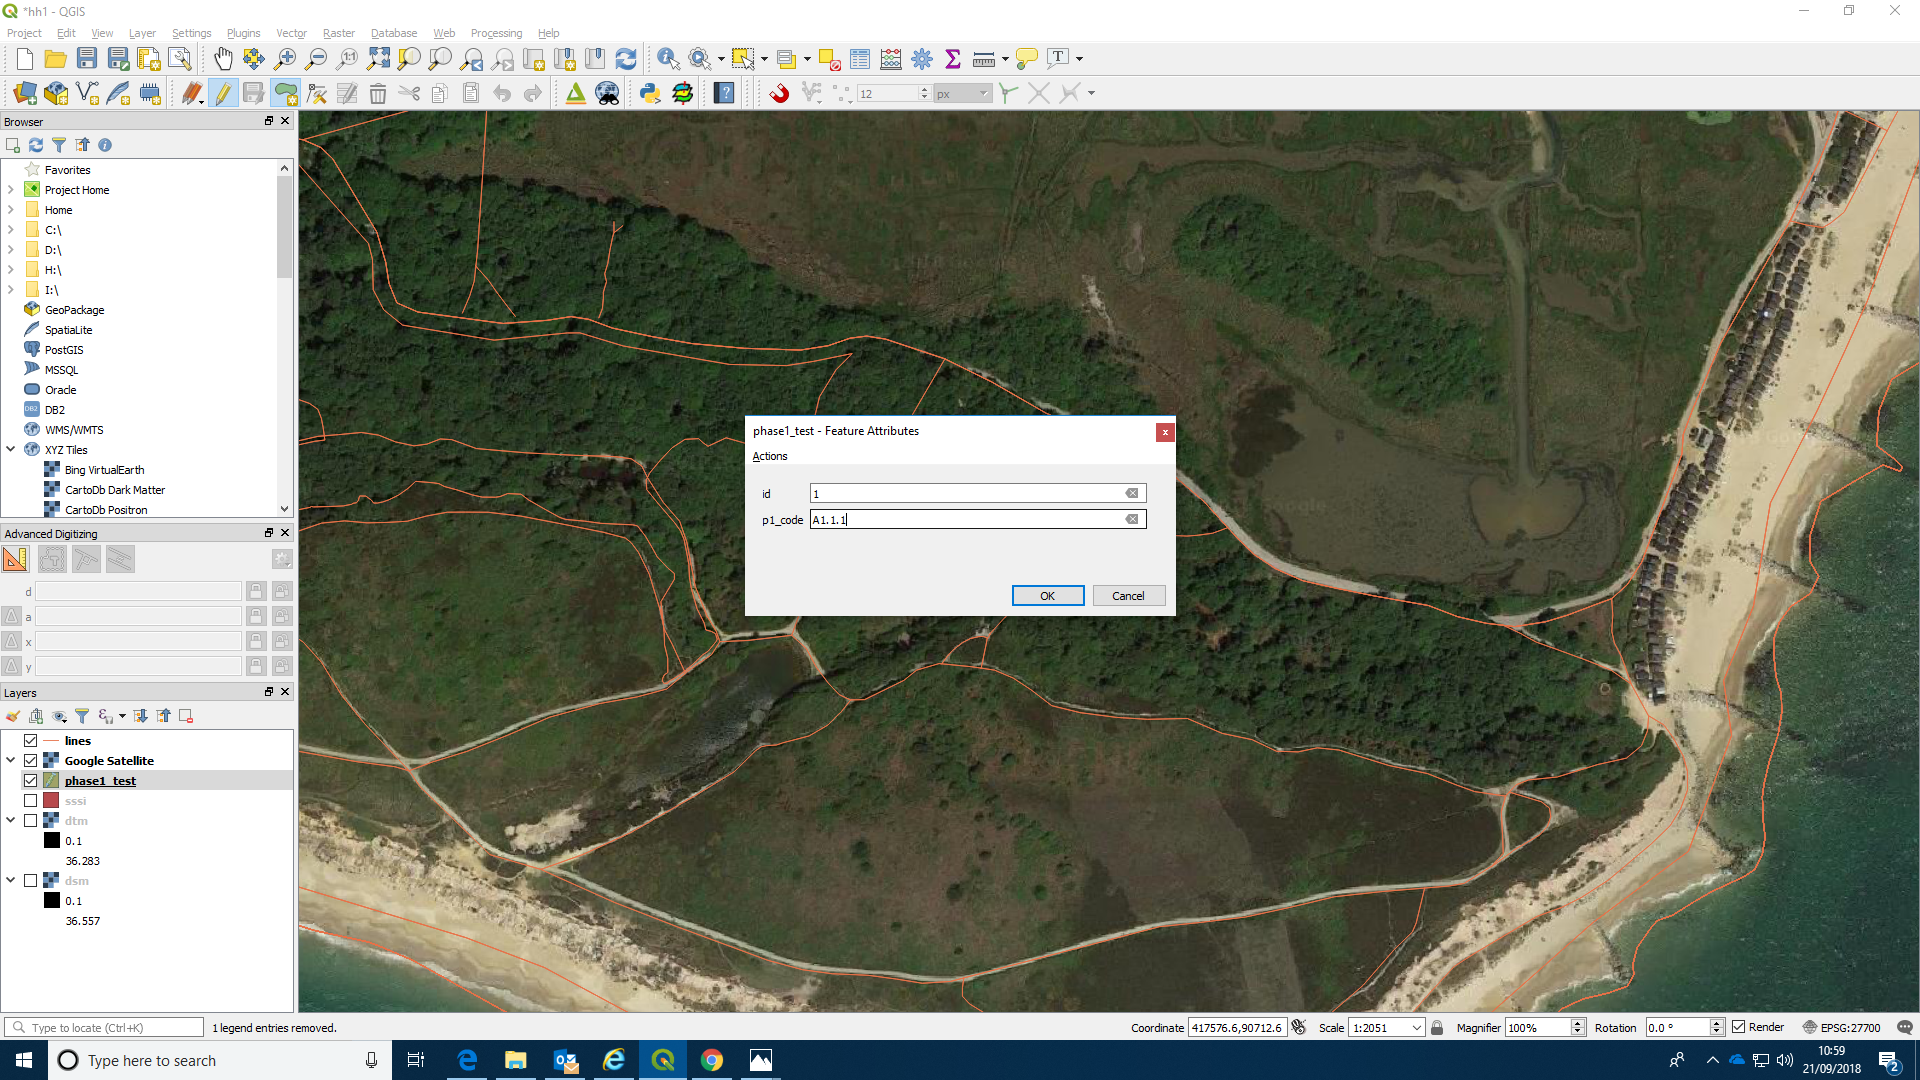 *hh1 - QGIS
Project Edit View Layer Settings Plugins Vector Raster Database Web Processing Help
12 px
Browser
Favorites
Project Home
Home
C:\
D:\
H:\
I:\
GeoPackage
SpatiaLite
PostGIS
MSSQL
Oracle
DB2
WMS/WMTS
XYZ Tiles
Bing VirtualEarth
CartoDb Dark Matter
CartoDb Positron
Advanced Digitizing
d
a
x
y
Layers
lines
Google Satellite
phase1_test
sssi
dtm
0.1
36.283
dsm
0.1
36.557
phase1_test - Feature Attributes
Actions
id 1
p1_code A1.1.1
OK Cancel
Type to locate (Ctrl+K) 1 legend entries removed. Coordinate 417576.6,90712.6 Scale 1:2051 Magnifier 100% Rotation 0.0 ° Render EPSG:27700
Type here to search
10:59
21/09/2018
2